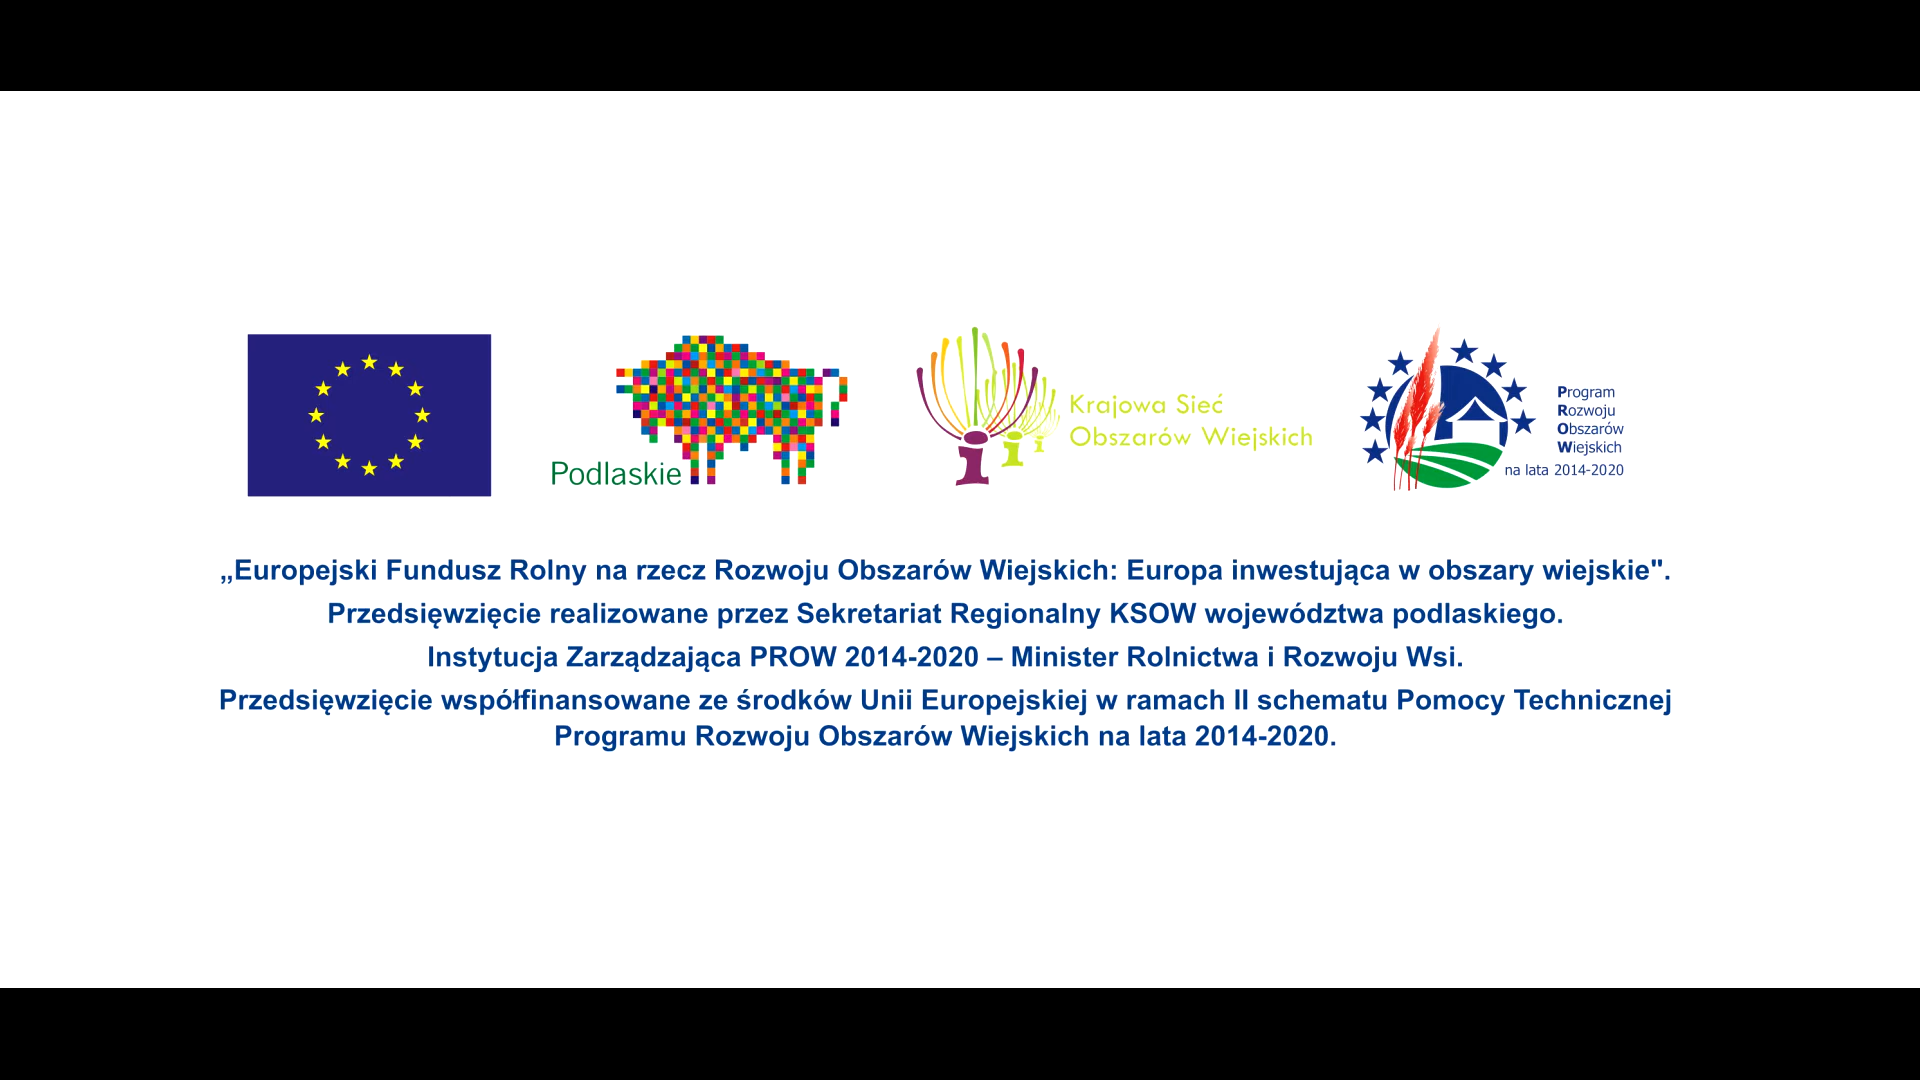 Podlaskie
Krajowa Sieć
Obszarów Wiejskich
Program
Rozwoju
Obszarów
Wiejskich
na lata 2014-2020
„Europejski Fundusz Rolny na rzecz Rozwoju Obszarów Wiejskich: Europa inwestująca w obszary wiejskie".
Przedsięwzięcie realizowane przez Sekretariat Regionalny KSOW województwa podlaskiego.
Instytucja Zarządzająca PROW 2014-2020 – Minister Rolnictwa i Rozwoju Wsi.
Przedsięwzięcie współfinansowane ze środków Unii Europejskiej w ramach II schematu Pomocy Technicznej
Programu Rozwoju Obszarów Wiejskich na lata 2014-2020.